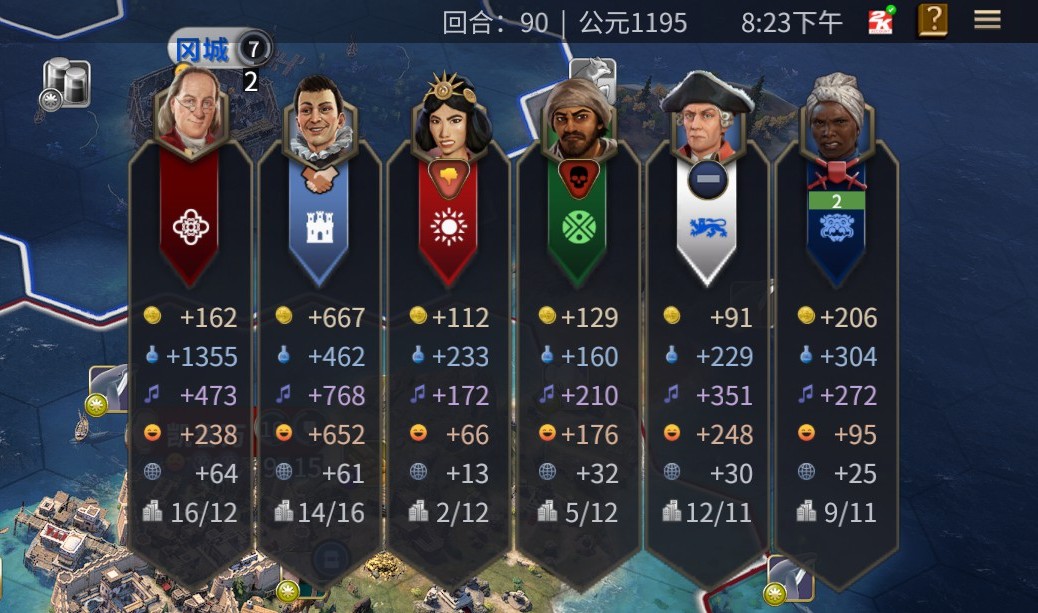 回合：90 | 公元1195 8:23下午 2K ?
冈城 7
2
2
+162 +667 +112 +129 +91 +206
+1355 +462 +233 +160 +229 +304
+473 +768 +172 +210 +351 +272
+238 +652 +66 +176 +248 +95
+64 +61 +13 +32 +30 +25
16/12 14/16 2/12 5/12 12/11 9/11